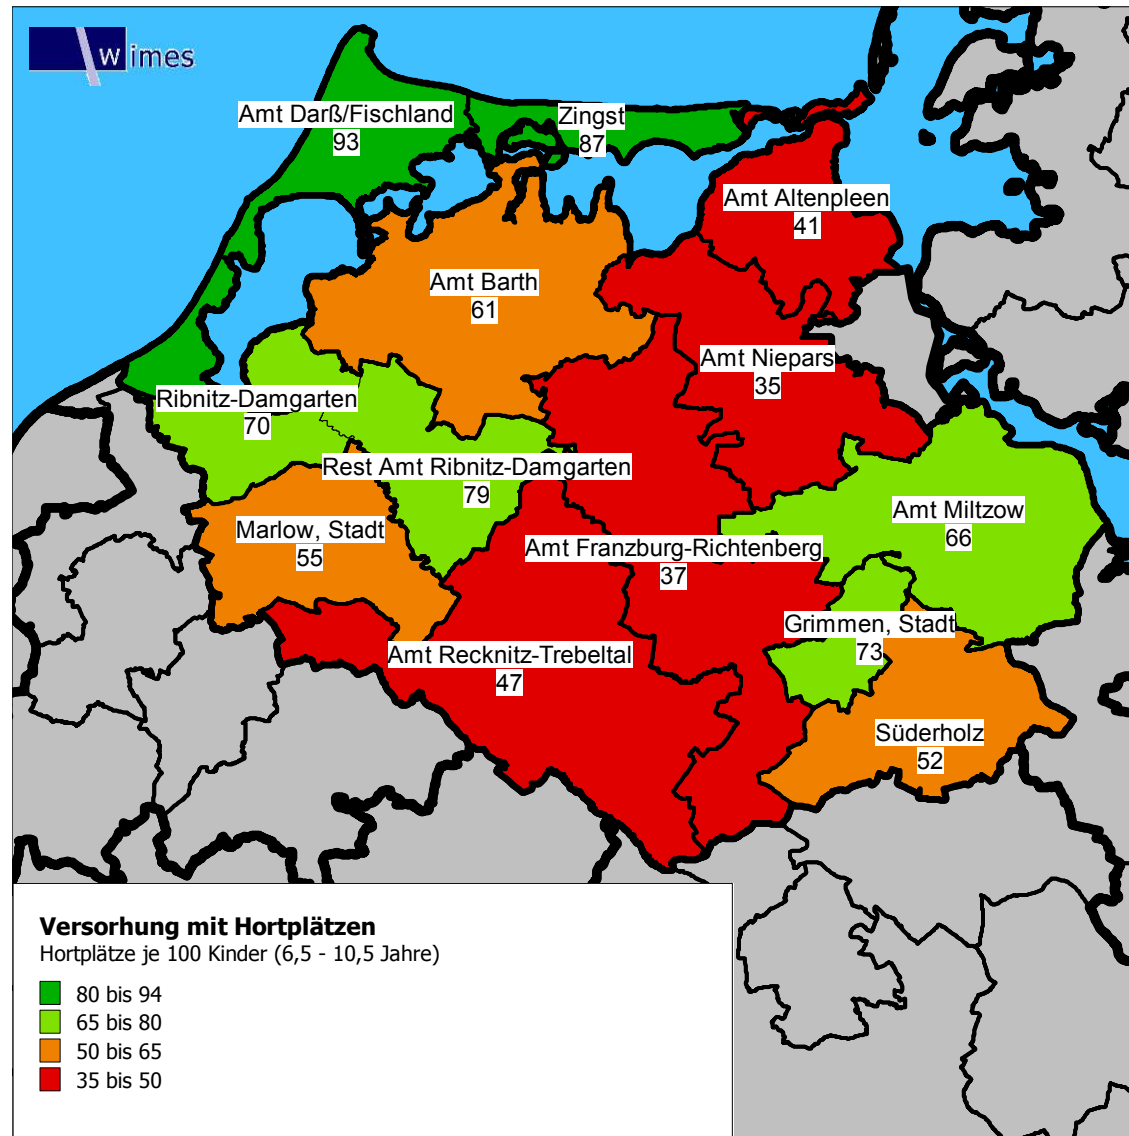 wimes
Amt Darß/Fischland
93
Zingst
87
Amt Altenpleen
41
Amt Barth
61
Amt Niepars
35
Ribnitz-Damgarten
70
Rest Amt Ribnitz-Damgarten
79
Marlow, Stadt
55
Amt Miltzow
66
Amt Franzburg-Richtenberg
37
Grimmen, Stadt
73
Amt Recknitz-Trebeltal
47
Süderholz
52
Versorhung mit Hortplätzen
Hortplätze je 100 Kinder (6,5 - 10,5 Jahre)
80 bis 94
65 bis 80
50 bis 65
35 bis 50